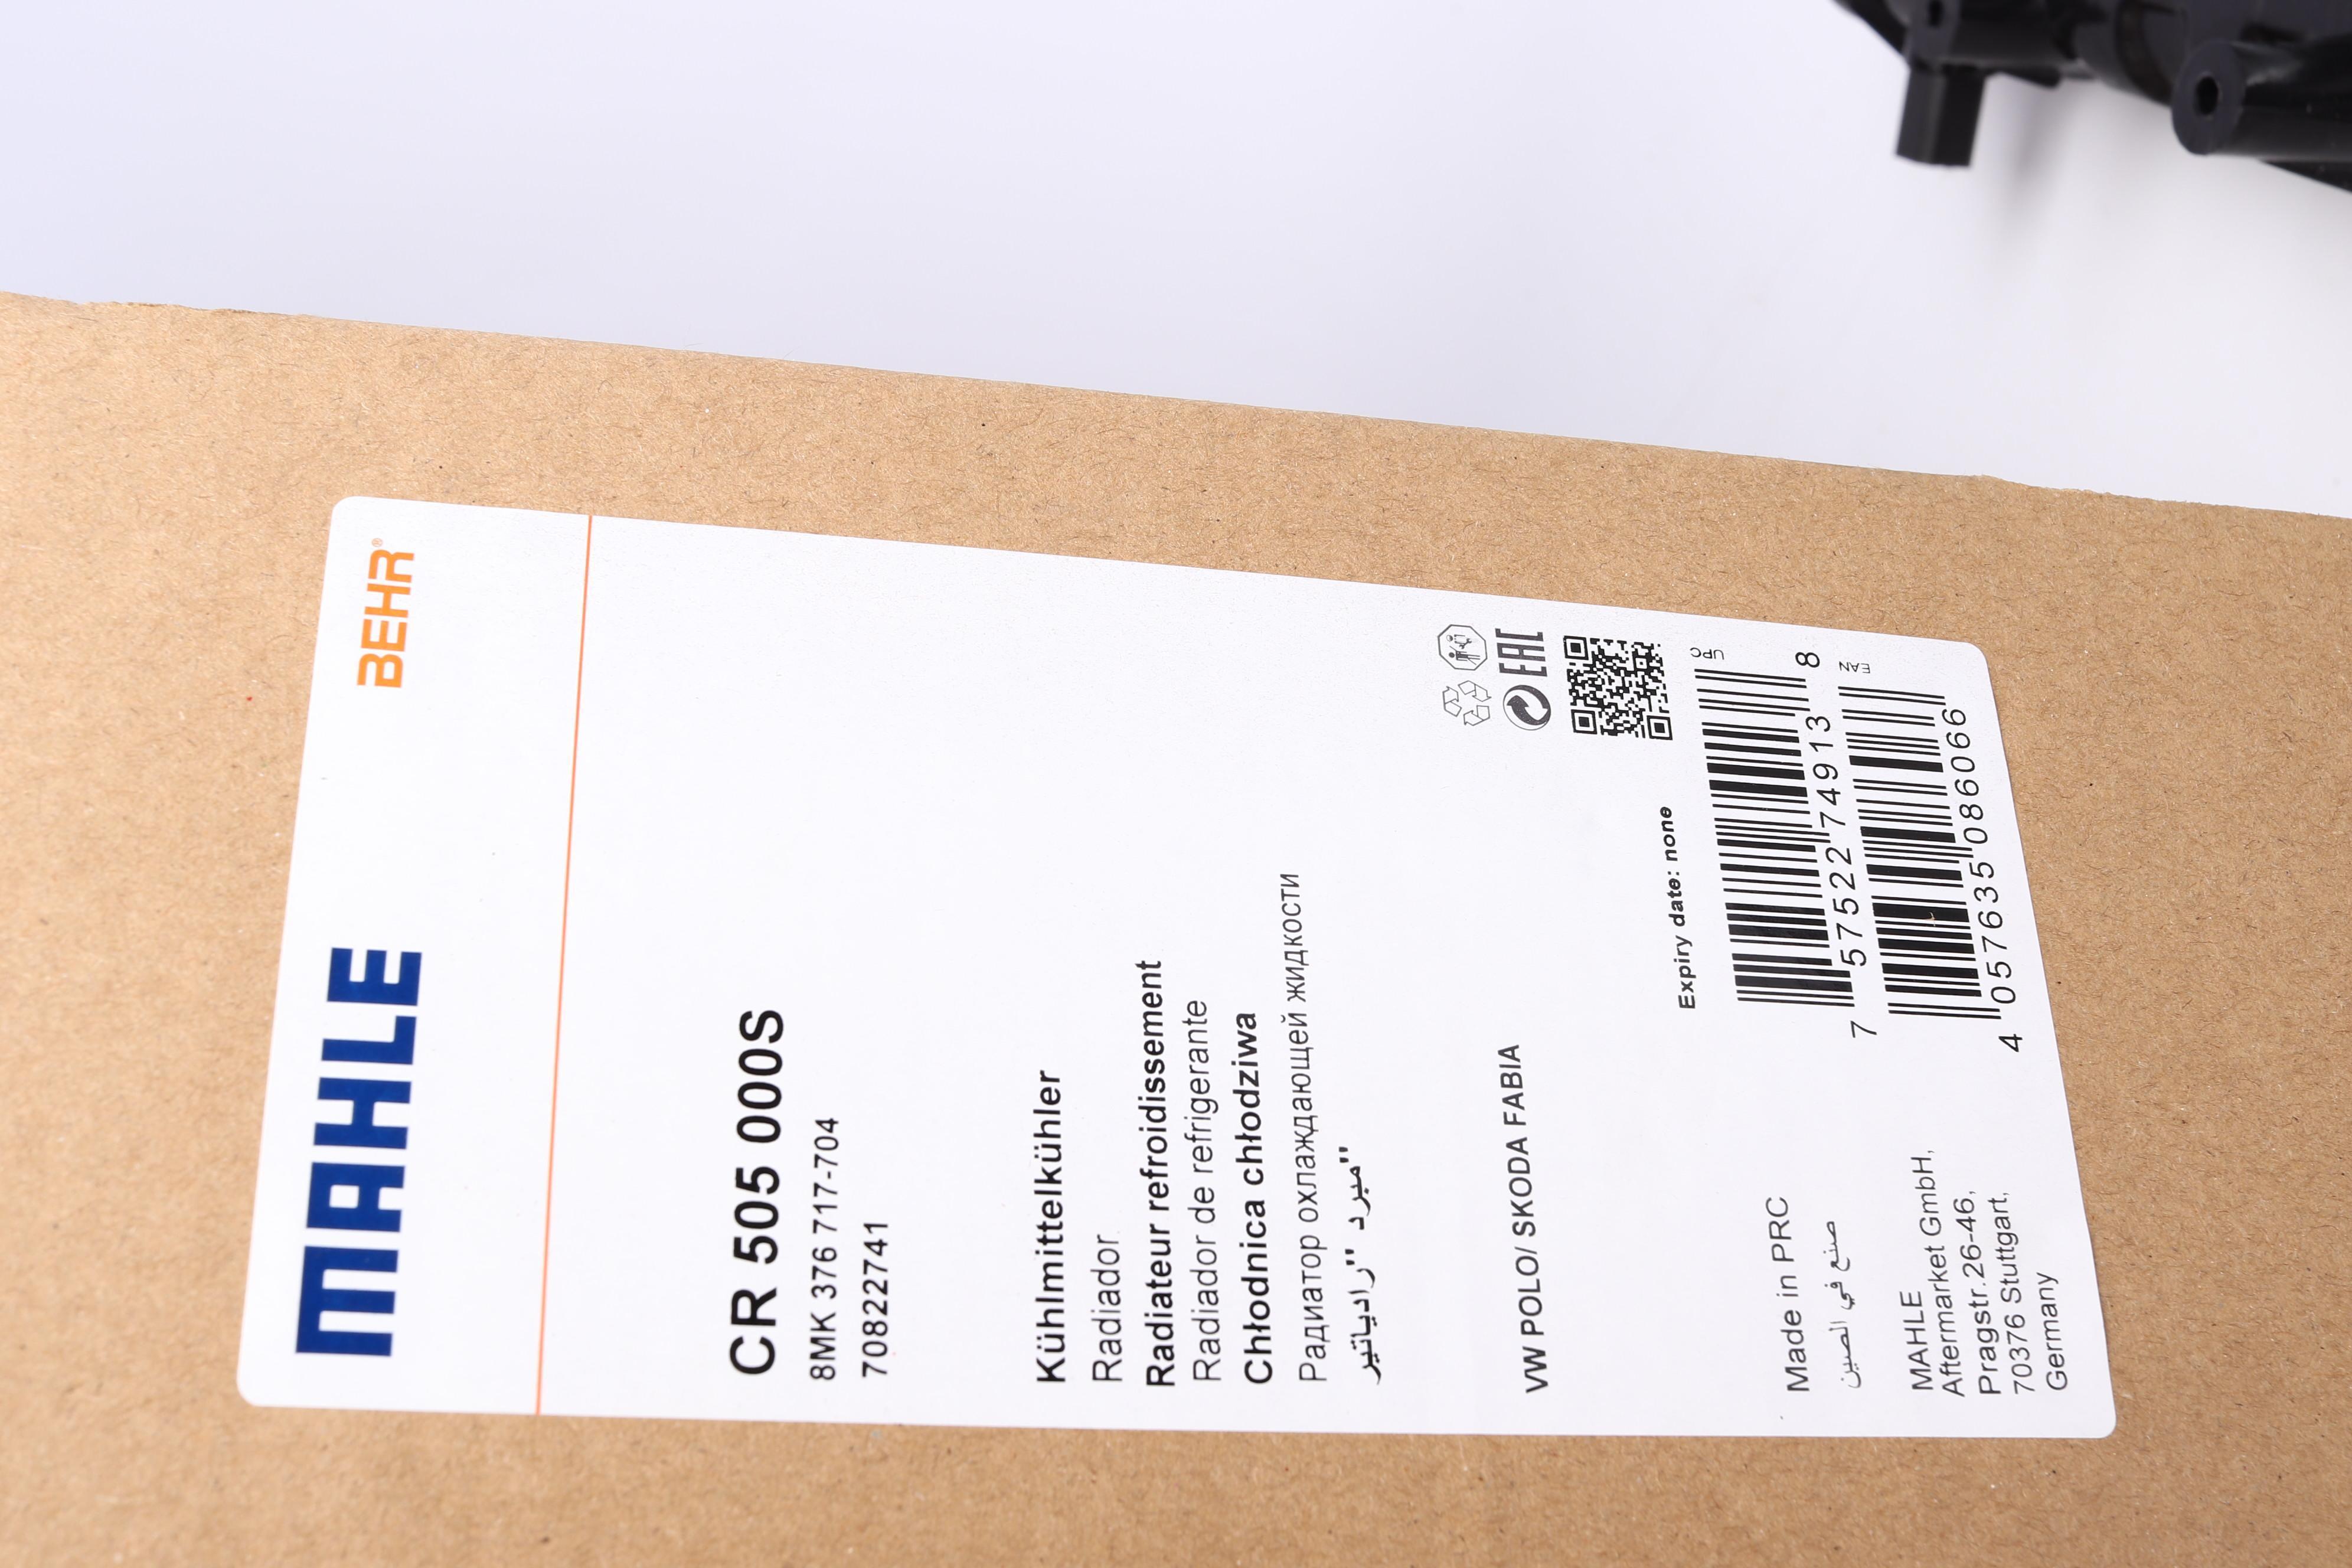 MAHLE
BEHR®
CR 505 000S
8MK 376 717-704
70822741
Kühlmittelkühler
Radiador
Radiateur refroidissement
Radiador de refrigerante
Chłodnica chłodziwa
Радиатор охлаждающей жидкости
"مبرد "رادياتير
VW POLO/ SKODA FABIA
EAC
Expiry date: none
UPC
7 57522 74913 8
EAN
4 057635 086066
Made in PRC
صنع في الصين
MAHLE
Aftermarket GmbH,
Pragstr. 26-46,
70376 Stuttgart,
Germany